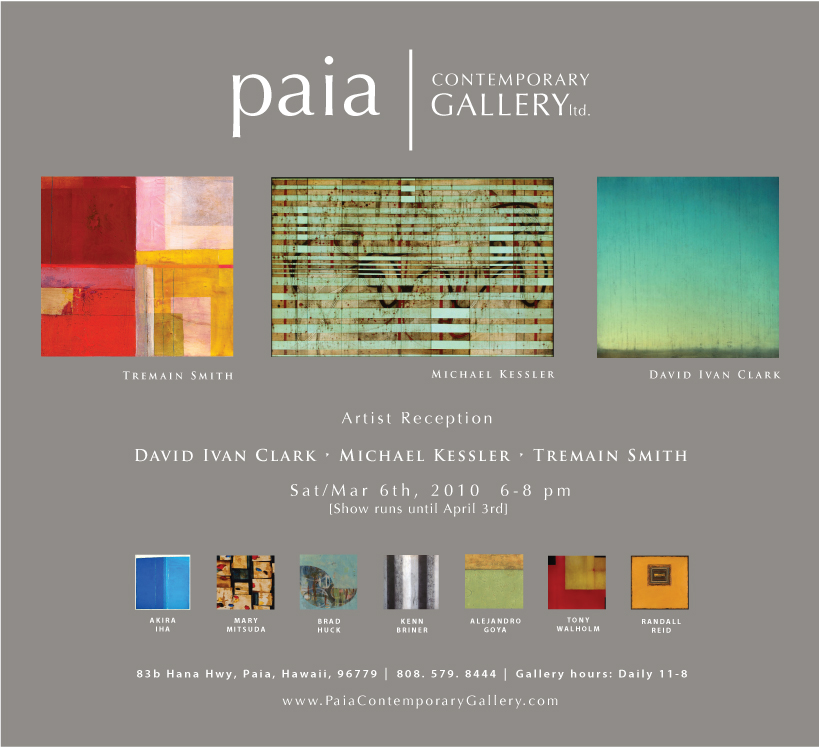 paia
CONTEMPORARY
GALLERY ltd.
TREMAIN SMITH
MICHAEL KESSLER
DAVID IVAN CLARK
Artist Reception
DAVID IVAN CLARK · MICHAEL KESSLER · TREMAIN SMITH
Sat/Mar 6th, 2010 6-8 pm
[Show runs until April 3rd]
AKIRA
IHA
MARY
MITSUDA
BRAD
HUCK
KENN
BRINER
ALEJANDRO
GOYA
TONY
WALHOLM
RANDALL
REID
83b Hana Hwy, Paia, Hawaii, 96779 | 808. 579. 8444 | Gallery hours: Daily 11-8
www.PaiaContemporaryGallery.com